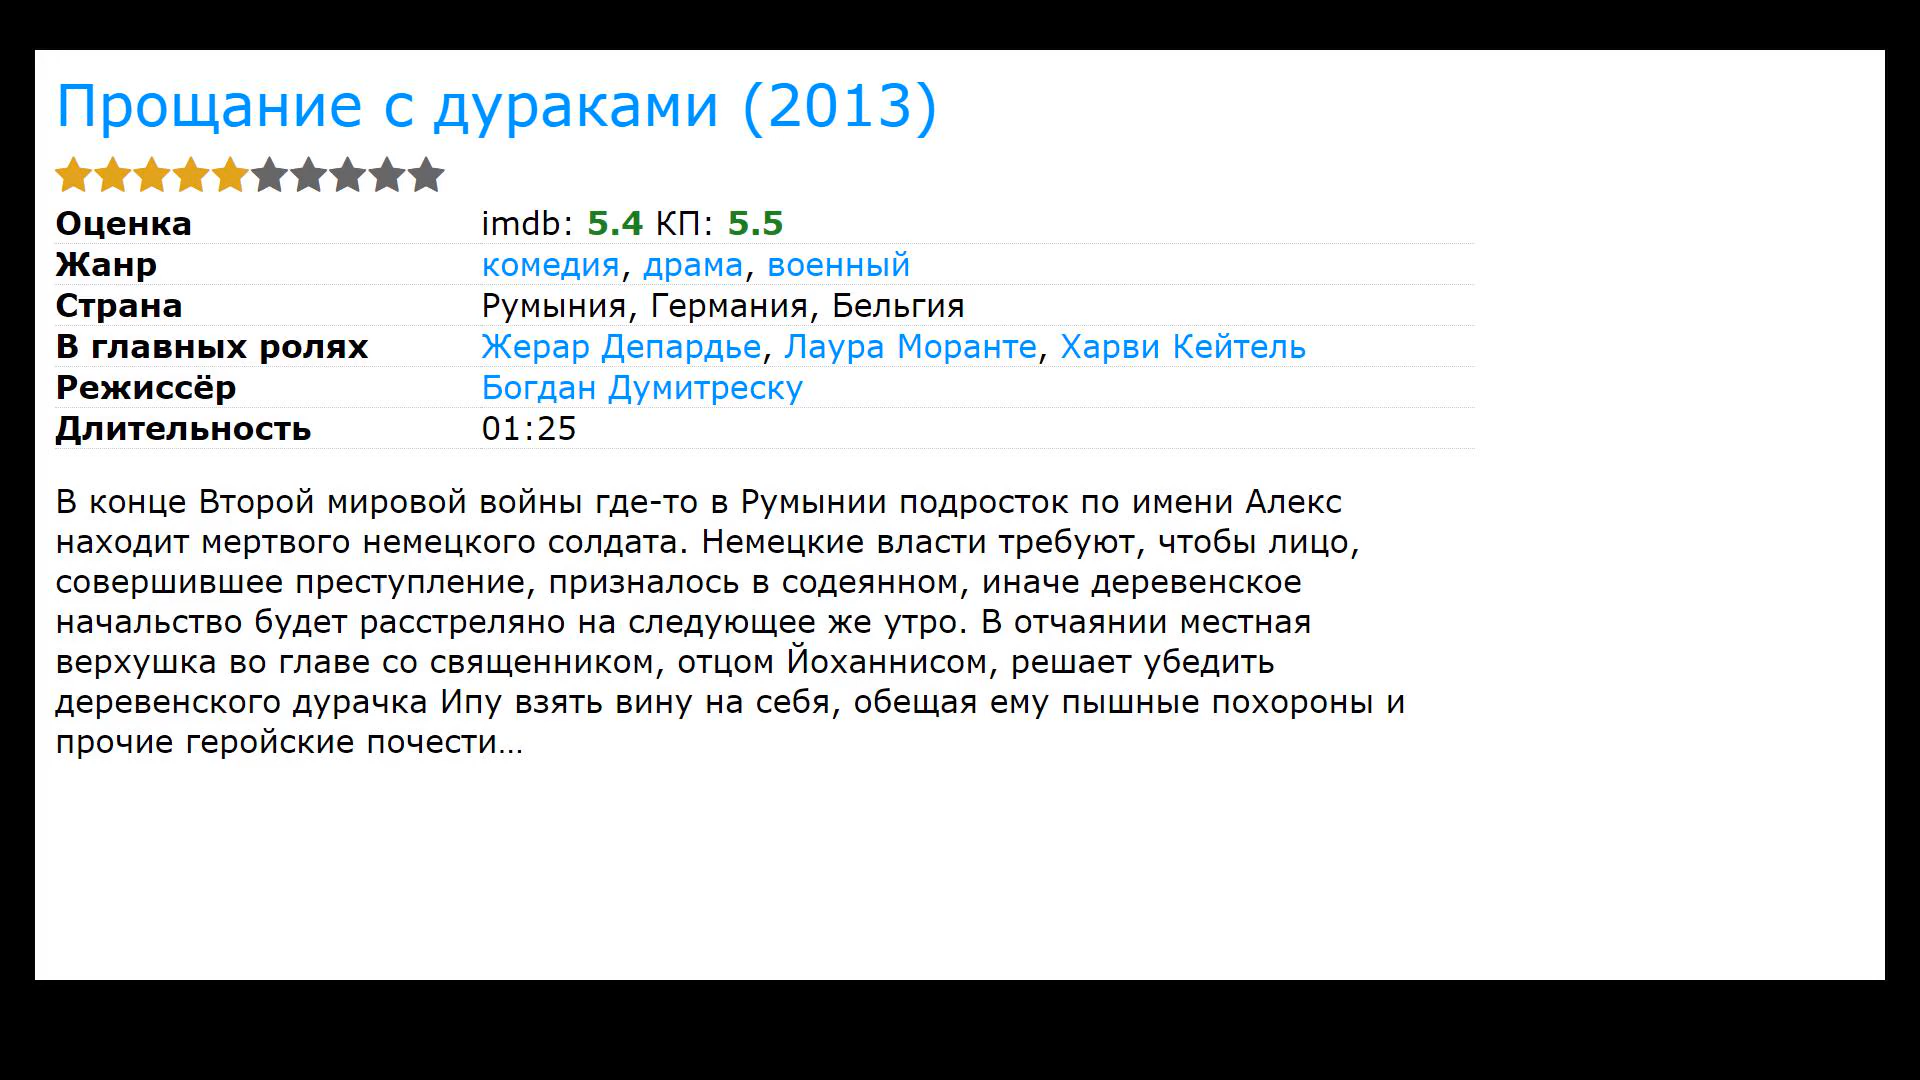 Прощание с дураками (2013)
Оценка imdb: 5.4 КП: 5.5
Жанр комедия, драма, военный
Страна Румыния, Германия, Бельгия
В главных ролях Жерар Депардье, Лаура Моранте, Харви Кейтель
Режиссёр Богдан Думитреску
Длительность 01:25
В конце Второй мировой войны где-то в Румынии подросток по имени Алекс
находит мертвого немецкого солдата. Немецкие власти требуют, чтобы лицо,
совершившее преступление, призналось в содеянном, иначе деревенское
начальство будет расстреляно на следующее же утро. В отчаянии местная
верхушка во главе со священником, отцом Йоханнисом, решает убедить
деревенского дурачка Ипу взять вину на себя, обещая ему пышные похороны и
прочие геройские почести...